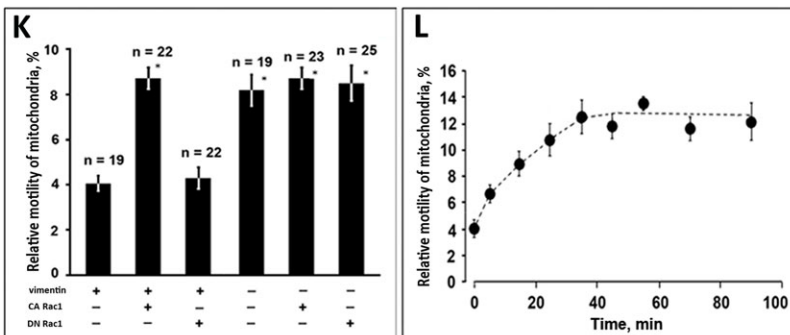 K
Relative motility of mitochondria, %
10
8
6
4
2
0
n = 19
n = 22
*
n = 22
n = 19
*
n = 23
*
n = 25
*
vimentin + + + – – –
CA Rac1 – + – – + –
DN Rac1 – – + – – +
L
Relative motility of mitochondria, %
16
14
12
10
8
6
4
2
0
0 20 40 60 80 100
Time, min